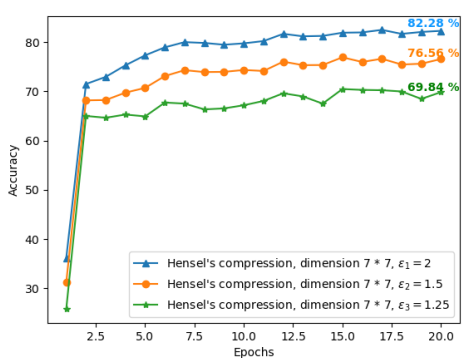 82.28 %
80
76.56 %
70
69.84 %
60
50
40
30
Accuracy
Hensel's compression, dimension 7 * 7, ε₁ = 2
Hensel's compression, dimension 7 * 7, ε₂ = 1.5
Hensel's compression, dimension 7 * 7, ε₃ = 1.25
2.5 5.0 7.5 10.0 12.5 15.0 17.5 20.0
Epochs